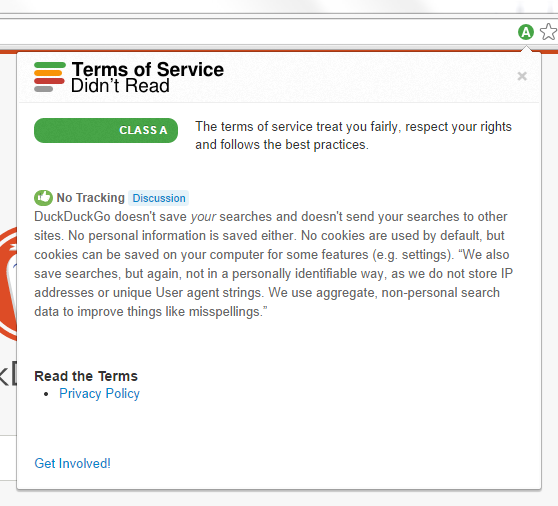 A
Terms of Service
Didn't Read
×
CLASS A
The terms of service treat you fairly, respect your rights
and follows the best practices.
No Tracking Discussion
DuckDuckGo doesn't save your searches and doesn't send your searches to other
sites. No personal information is saved either. No cookies are used by default, but
cookies can be saved on your computer for some features (e.g. settings). “We also
save searches, but again, not in a personally identifiable way, as we do not store IP
addresses or unique User agent strings. We use aggregate, non-personal search
data to improve things like misspellings.”
Read the Terms
• Privacy Policy
Get Involved!